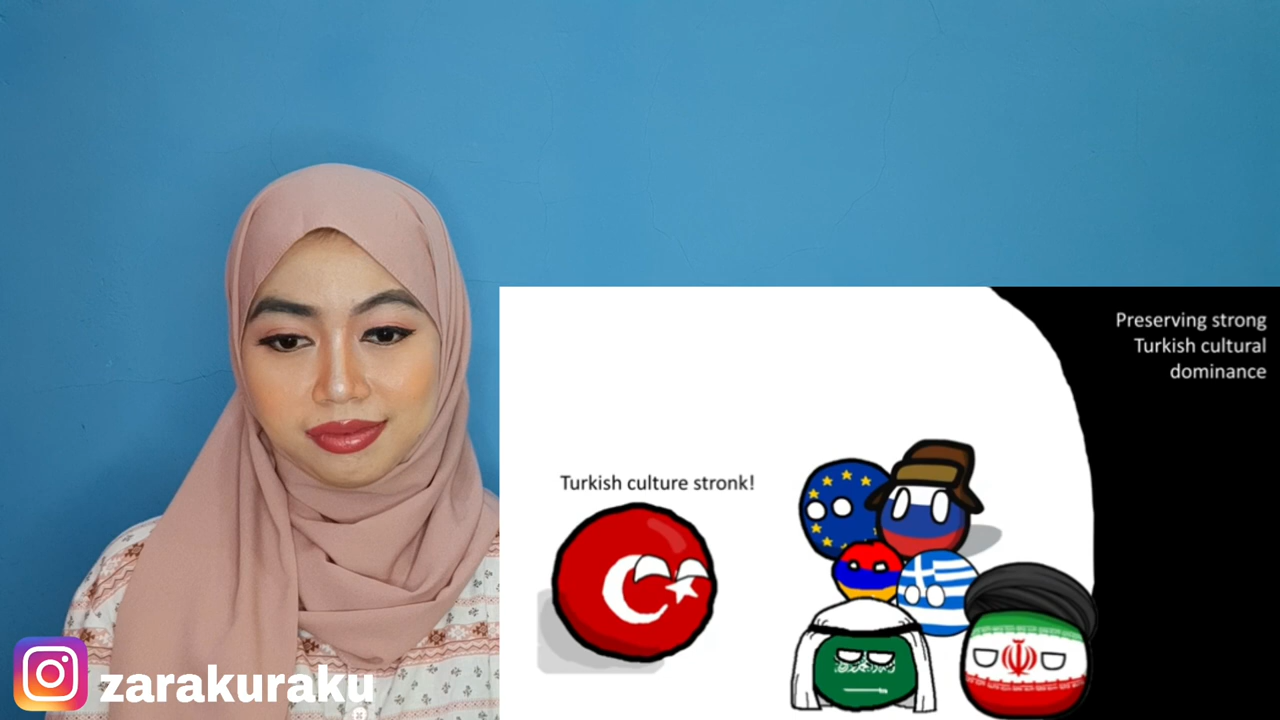 Preserving strong
Turkish cultural
dominance
Turkish culture stronk!
zarakuraku